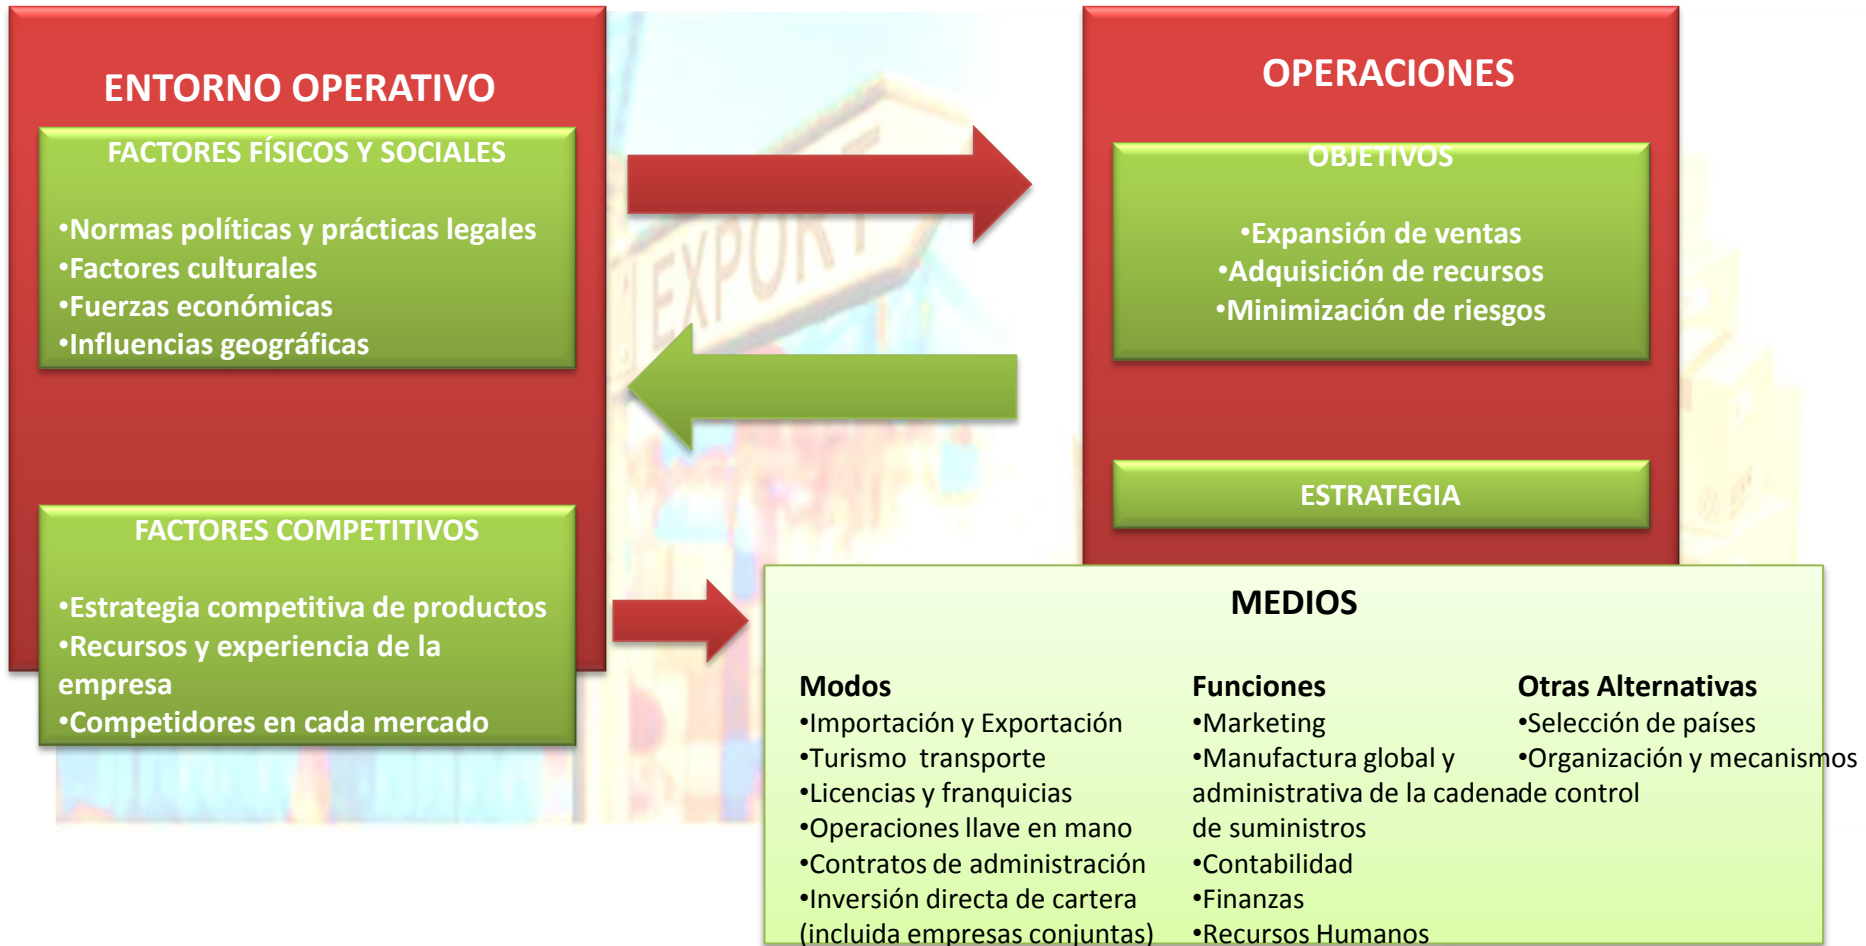 ENTORNO OPERATIVO
FACTORES FÍSICOS Y SOCIALES
•Normas políticas y prácticas legales
•Factores culturales
•Fuerzas económicas
•Influencias geográficas
FACTORES COMPETITIVOS
•Estrategia competitiva de productos
•Recursos y experiencia de la
empresa
•Competidores en cada mercado
EXPORT
OPERACIONES
OBJETIVOS
•Expansión de ventas
•Adquisición de recursos
•Minimización de riesgos
ESTRATEGIA
MEDIOS
Modos
•Importación y Exportación
•Turismo  transporte
•Licencias y franquicias
•Operaciones llave en mano
•Contratos de administración
•Inversión directa de cartera
(incluida empresas conjuntas)
Funciones
•Marketing
•Manufactura global y
administrativa de la cadena
de suministros
•Contabilidad
•Finanzas
•Recursos Humanos
Otras Alternativas
•Selección de países
•Organización y mecanismos
de control